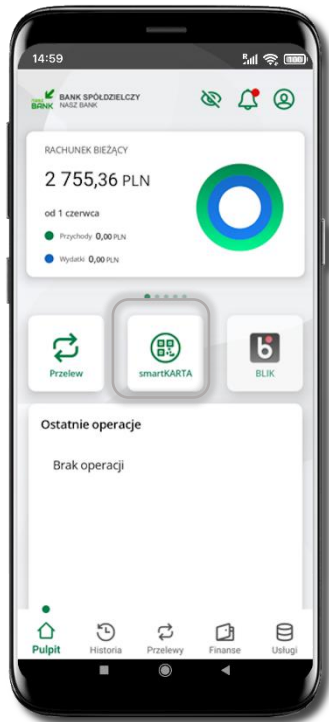 14:59
NASZ
BANK
BANK SPÓŁDZIELCZY
NASZ BANK
RACHUNEK BIEŻĄCY
2 755,36 PLN
od 1 czerwca
Przychody 0,00 PLN
Wydatki 0,00 PLN
Przelew
smartKARTA
BLIK
Ostatnie operacje
Brak operacji
Pulpit
Historia
Przelewy
Finanse
Usługi